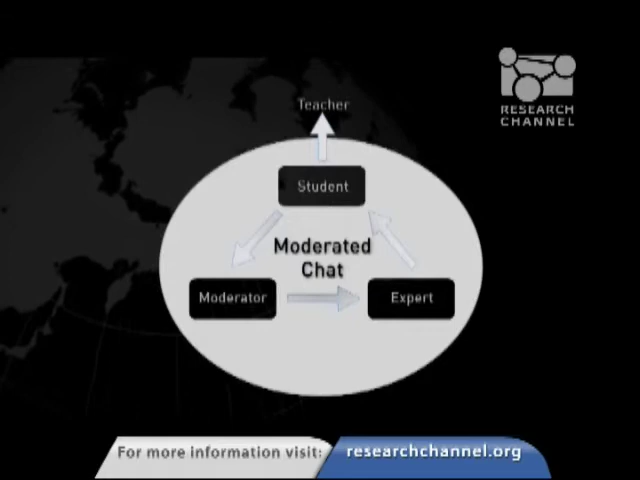 Teacher
RESEARCH
CHANNEL
Student
Moderated
Chat
Moderator
Expert
For more information visit:
researchchannel.org